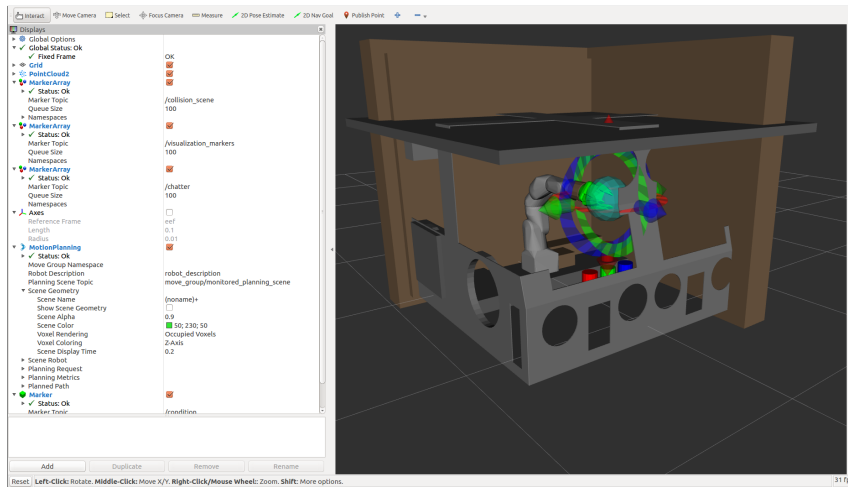 Interact Move Camera Select Focus Camera Measure 2D Pose Estimate 2D Nav Goal Publish Point
Displays
Global Options
Global Status: Ok
Fixed Frame OK
Grid
PointCloud2
MarkerArray
Status: Ok
Marker Topic /collision_scene
Queue Size 100
Namespaces
MarkerArray
Status: Ok
Marker Topic /visualization_markers
Queue Size 100
Namespaces
MarkerArray
Status: Ok
Marker Topic /chatter
Queue Size 100
Namespaces
Axes
Reference Frame eef
Length 0.1
Radius 0.01
MotionPlanning
Status: Ok
Move Group Namespace
Robot Description robot_description
Planning Scene Topic move_group/monitored_planning_scene
Scene Geometry
Scene Name (noname)+
Show Scene Geometry
Scene Alpha 0.9
Scene Color 50; 230; 50
Voxel Rendering Occupied Voxels
Voxel Coloring Z-Axis
Scene Display Time 0.2
Scene Robot
Planning Request
Planning Metrics
Planned Path
Marker
Status: Ok
Marker Topic /condition
Add Duplicate Remove Rename
Reset Left-Click: Rotate. Middle-Click: Move X/Y. Right-Click/Mouse Wheel: Zoom. Shift: More options. 31 fp